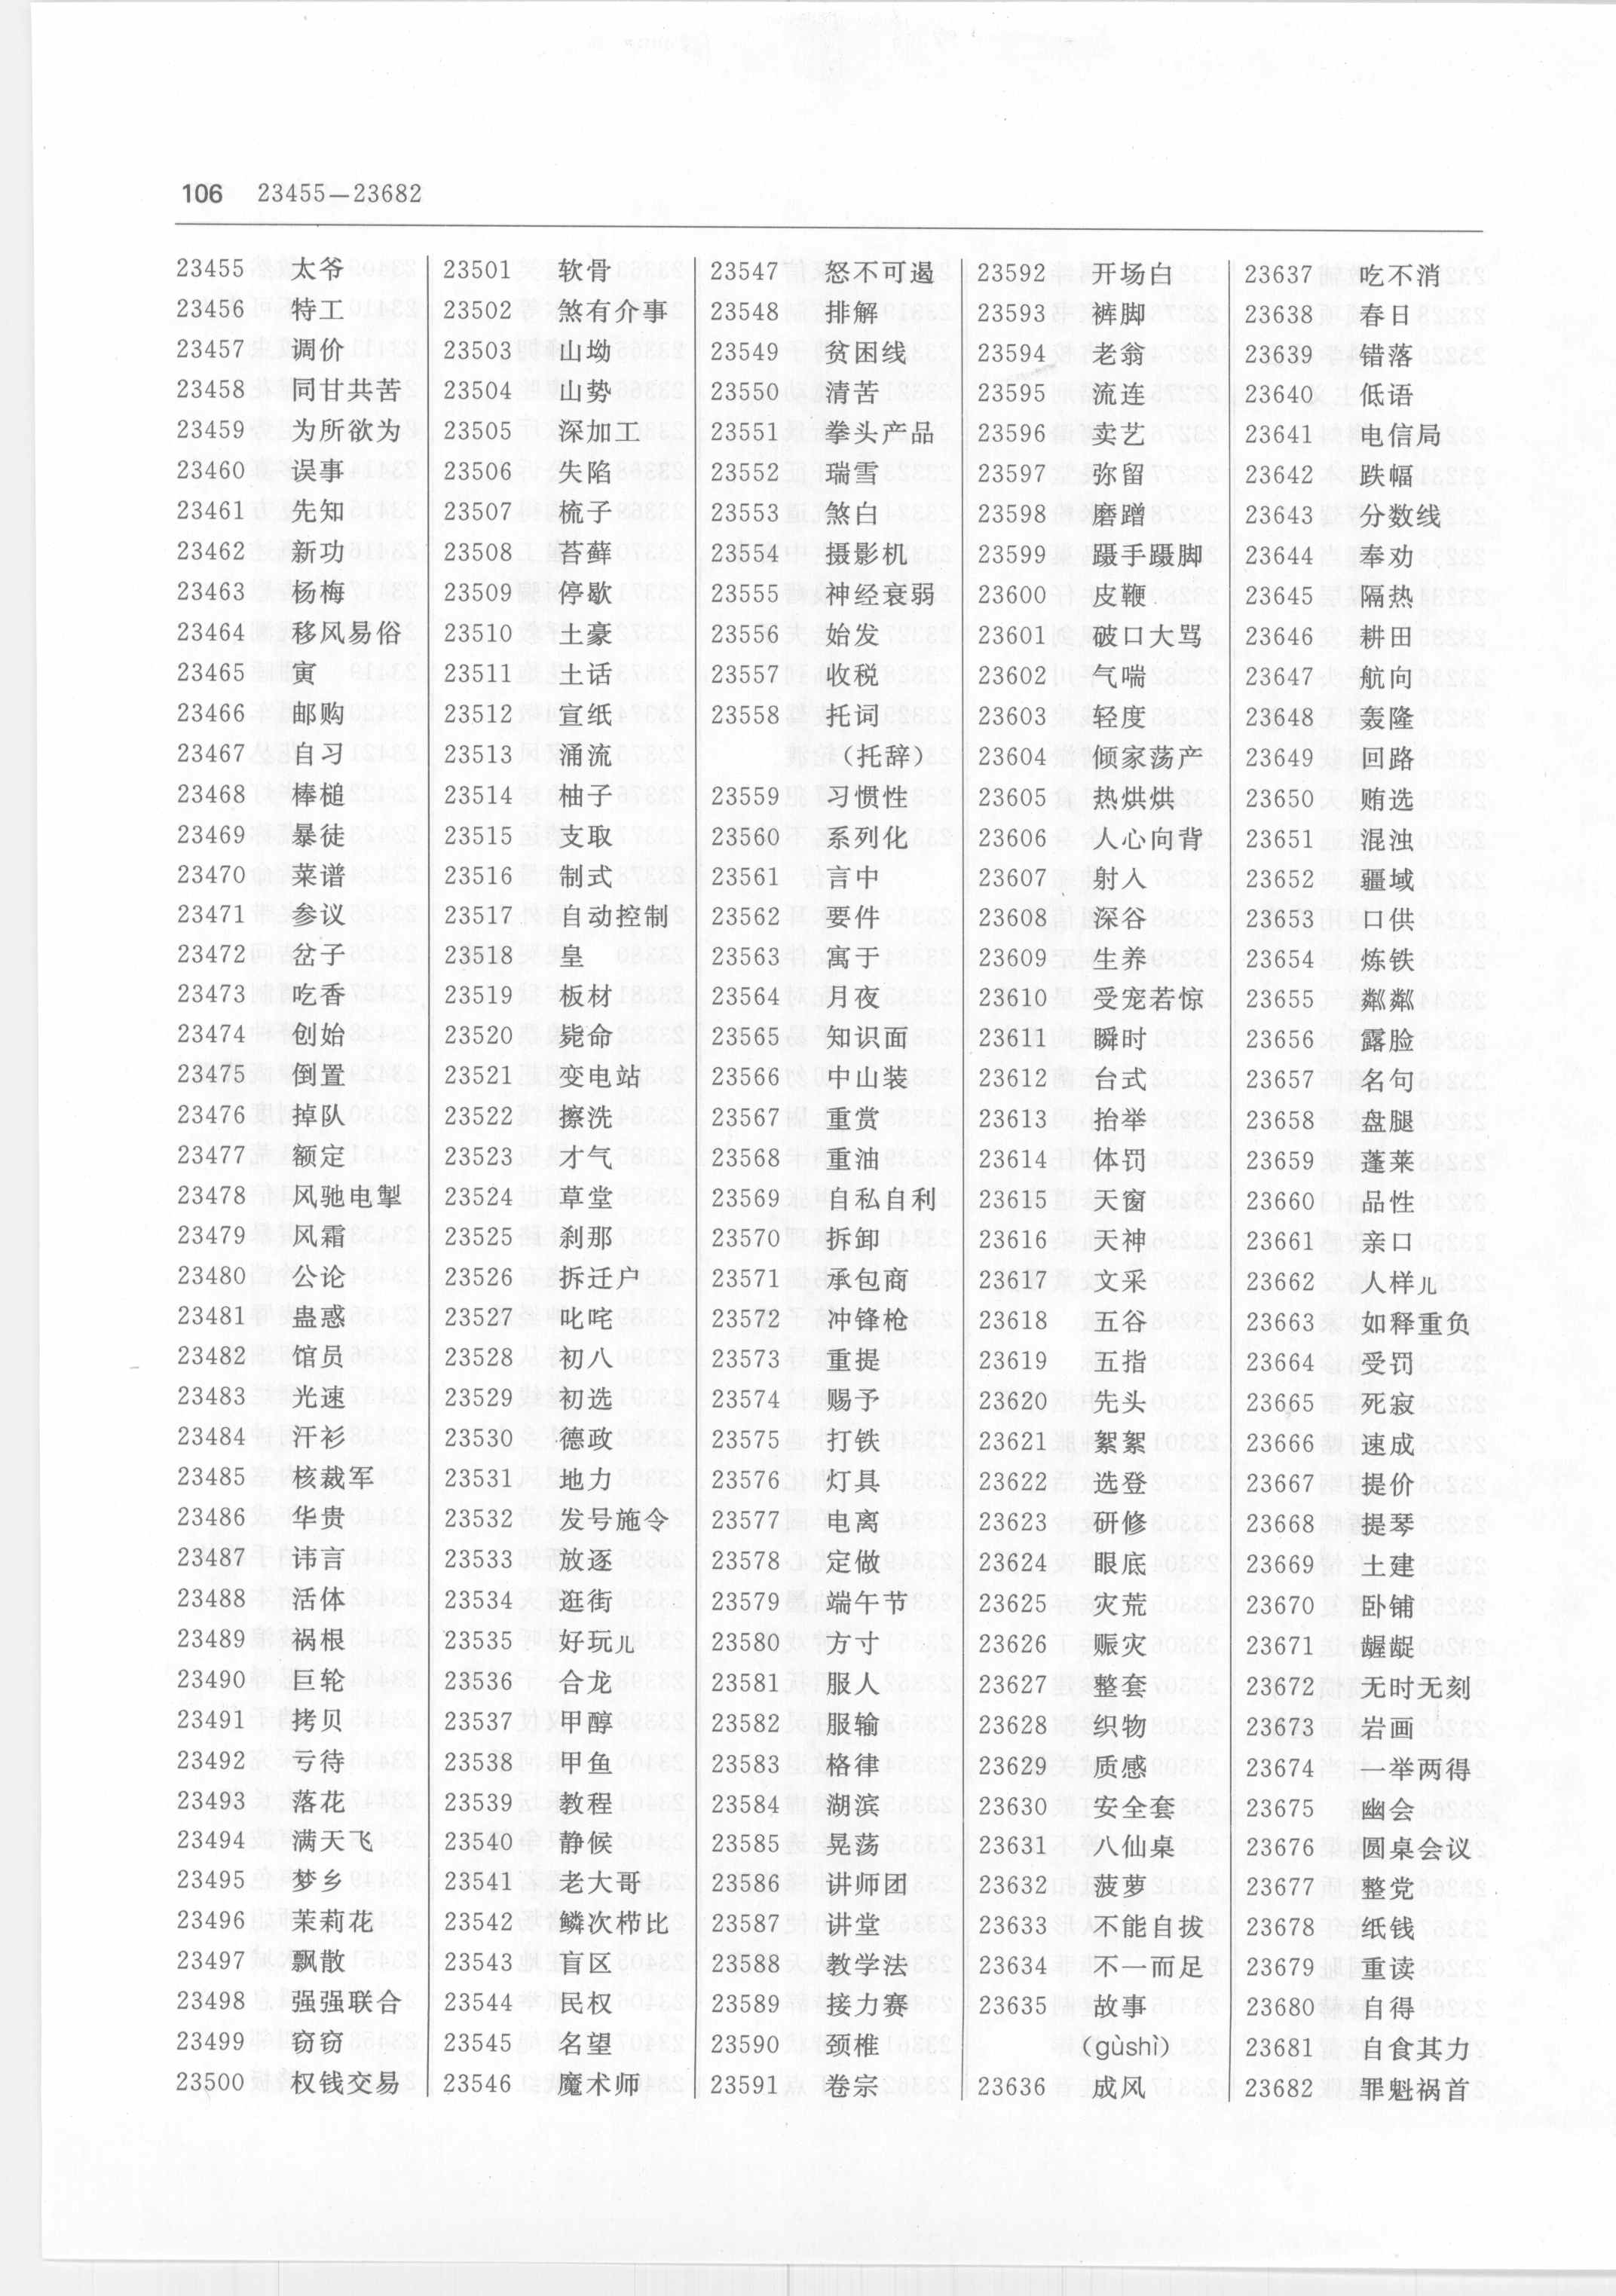 106 23455—23682
23455 太爷
23456 特工
23457 调价
23458 同甘共苦
23459 为所欲为
23460 误事
23461 先知
23462 新功
23463 杨梅
23464 移风易俗
23465 寅
23466 邮购
23467 自习
23468 棒槌
23469 暴徒
23470 菜谱
23471 参议
23472 岔子
23473 吃香
23474 创始
23475 倒置
23476 掉队
23477 额定
23478 风驰电掣
23479 风霜
23480 公论
23481 蛊惑
23482 馆员
23483 光速
23484 汗衫
23485 核裁军
23486 华贵
23487 讳言
23488 活体
23489 祸根
23490 巨轮
23491 拷贝
23492 亏待
23493 落花
23494 满天飞
23495 梦乡
23496 茉莉花
23497 飘散
23498 强强联合
23499 窃窃
23500 权钱交易
23501 软骨
23502 煞有介事
23503 山坳
23504 山势
23505 深加工
23506 失陷
23507 梳子
23508 苔藓
23509 停歇
23510 土豪
23511 土话
23512 宣纸
23513 涌流
23514 柚子
23515 支取
23516 制式
23517 自动控制
23518 皇
23519 板材
23520 毙命
23521 变电站
23522 擦洗
23523 才气
23524 草堂
23525 刹那
23526 拆迁户
23527 叱咤
23528 初八
23529 初选
23530 德政
23531 地力
23532 发号施令
23533 放逐
23534 逛街
23535 好玩儿
23536 合龙
23537 甲醇
23538 甲鱼
23539 教程
23540 静候
23541 老大哥
23542 鳞次栉比
23543 盲区
23544 民权
23545 名望
23546 魔术师
23547 怒不可遏
23548 排解
23549 贫困线
23550 清苦
23551 拳头产品
23552 瑞雪
23553 煞白
23554 摄影机
23555 神经衰弱
23556 始发
23557 收税
23558 托词
（托辞）
23559 习惯性
23560 系列化
23561 言中
23562 要件
23563 寓于
23564 月夜
23565 知识面
23566 中山装
23567 重赏
23568 重油
23569 自私自利
23570 拆卸
23571 承包商
23572 冲锋枪
23573 重提
23574 赐予
23575 打铁
23576 灯具
23577 电离
23578 定做
23579 端午节
23580 方寸
23581 服人
23582 服输
23583 格律
23584 湖滨
23585 晃荡
23586 讲师团
23587 讲堂
23588 教学法
23589 接力赛
23590 颈椎
23591 卷宗
23592 开场白
23593 裤脚
23594 老翁
23595 流连
23596 卖艺
23597 弥留
23598 磨蹭
23599 蹑手蹑脚
23600 皮鞭
23601 破口大骂
23602 气喘
23603 轻度
23604 倾家荡产
23605 热烘烘
23606 人心向背
23607 射入
23608 深谷
23609 生养
23610 受宠若惊
23611 瞬时
23612 台式
23613 抬举
23614 体罚
23615 天窗
23616 天神
23617 文采
23618 五谷
23619 五指
23620 先头
23621 絮絮
23622 选登
23623 研修
23624 眼底
23625 灾荒
23626 赈灾
23627 整套
23628 织物
23629 质感
23630 安全套
23631 八仙桌
23632 菠萝
23633 不能自拔
23634 不一而足
23635 故事
（gùshì）
23636 成风
23637 吃不消
23638 春日
23639 错落
23640 低语
23641 电信局
23642 跌幅
23643 分数线
23644 奉劝
23645 隔热
23646 耕田
23647 航向
23648 轰隆
23649 回路
23650 贿选
23651 混浊
23652 疆域
23653 口供
23654 炼铁
23655 粼粼
23656 露脸
23657 名句
23658 盘腿
23659 蓬莱
23660 品性
23661 亲口
23662 人样儿
23663 如释重负
23664 受罚
23665 死寂
23666 速成
23667 提价
23668 提琴
23669 土建
23670 卧铺
23671 龌龊
23672 无时无刻
23673 岩画
23674 一举两得
23675 幽会
23676 圆桌会议
23677 整党
23678 纸钱
23679 重读
23680 自得
23681 自食其力
23682 罪魁祸首